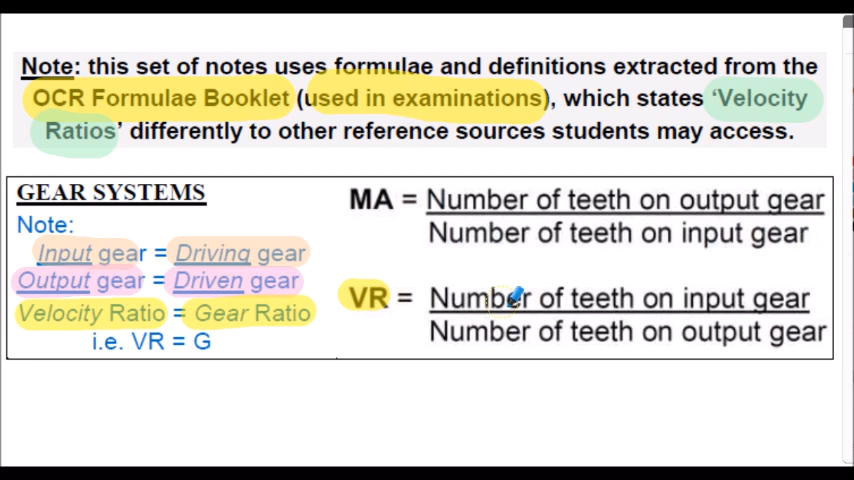 Note: this set of notes uses formulae and definitions extracted from the
OCR Formulae Booklet (used in examinations), which states ‘Velocity
Ratios’ differently to other reference sources students may access.
GEAR SYSTEMS
Note:
Input gear = Driving gear
Output gear = Driven gear
Velocity Ratio = Gear Ratio
i.e. VR = G
MA = Number of teeth on output gear
Number of teeth on input gear
VR = Number of teeth on input gear
Number of teeth on output gear